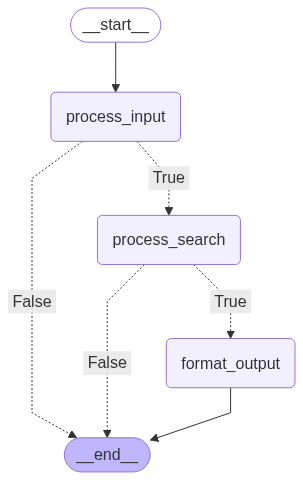 __start__
process_input
True
process_search
False
True
False
format_output
__end__